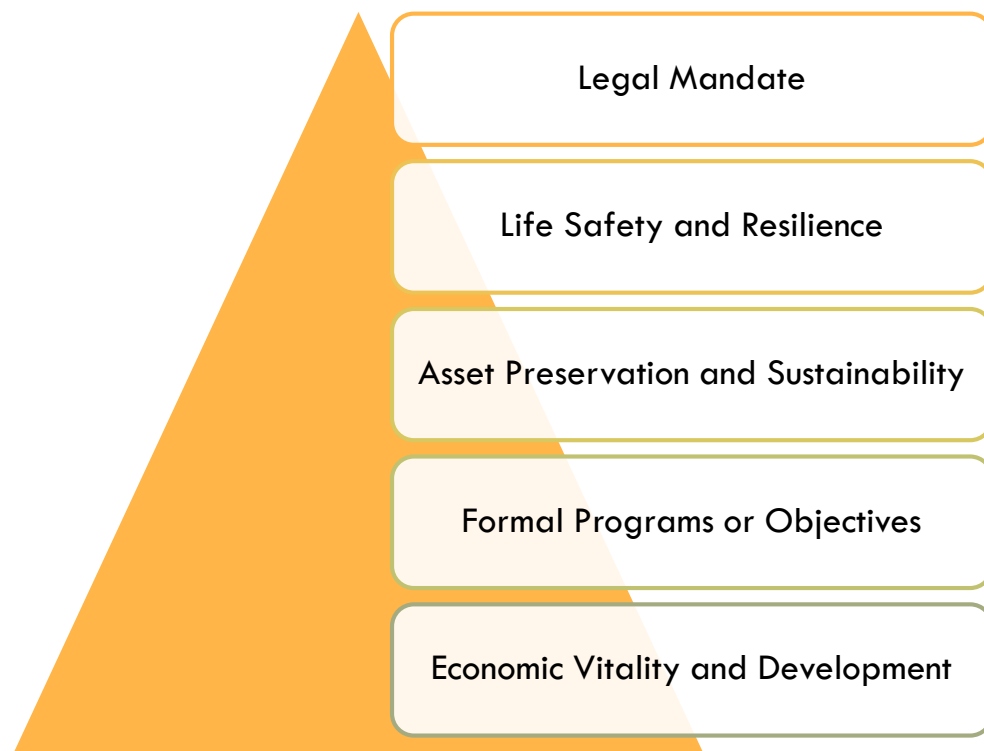 Legal Mandate
Life Safety and Resilience
Asset Preservation and Sustainability
Formal Programs or Objectives
Economic Vitality and Development